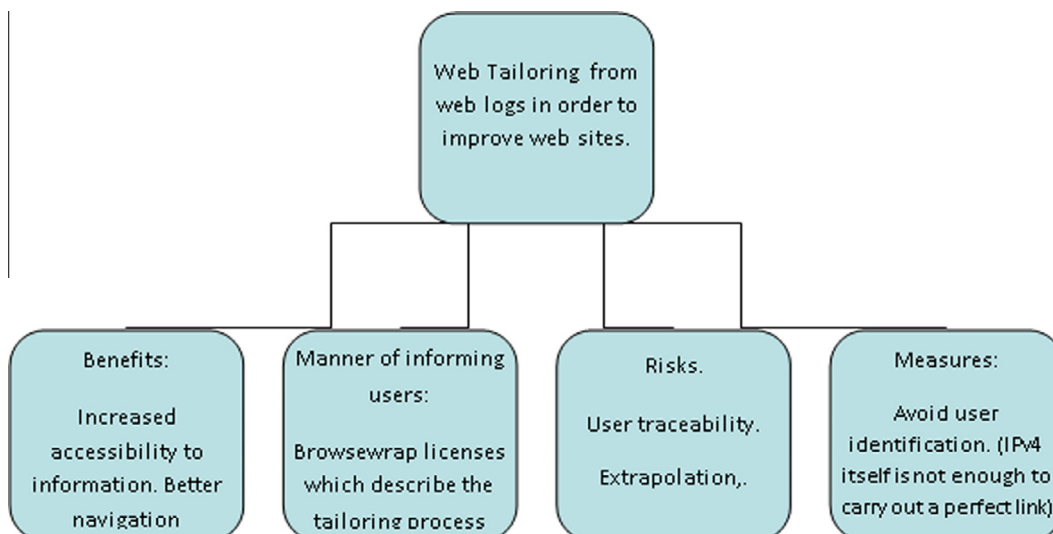 Web Tailoring from
web logs in order to
improve web sites.
Benefits:
Increased
accessibility to
information. Better
navigation
Manner of informing
users:
Browsewrap licenses
which describe the
tailoring process
Risks.
User traceability.
Extrapolation,.
Measures:
Avoid user
identification. (IPv4
itself is not enough to
carry out a perfect link)